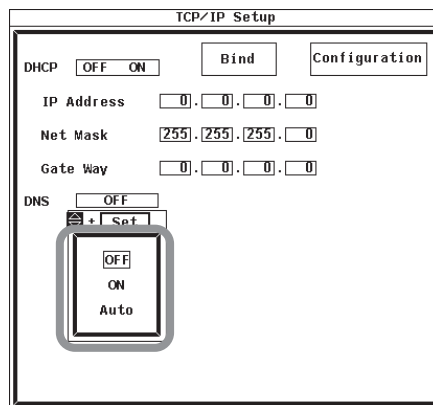 TCP/IP Setup
DHCP OFF ON Bind Configuration
IP Address 0. 0. 0. 0
Net Mask 255. 255. 255. 0
Gate Way 0. 0. 0. 0
DNS OFF
+ Set
OFF
ON
Auto